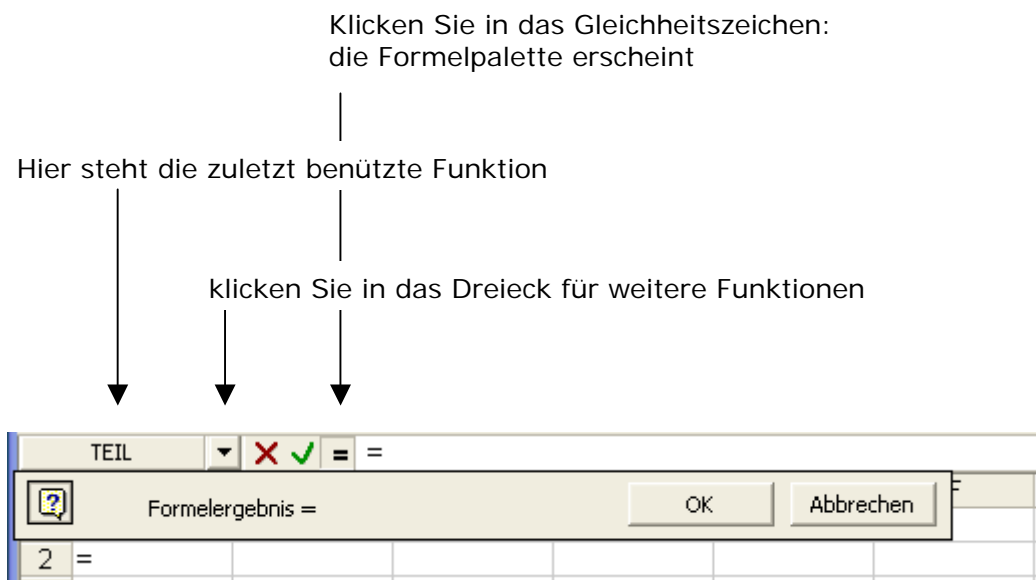 Klicken Sie in das Gleichheitszeichen:
die Formelpalette erscheint
Hier steht die zuletzt benützte Funktion
klicken Sie in das Dreieck für weitere Funktionen
TEIL = =
Formelergebnis = OK Abbrechen F
2 =